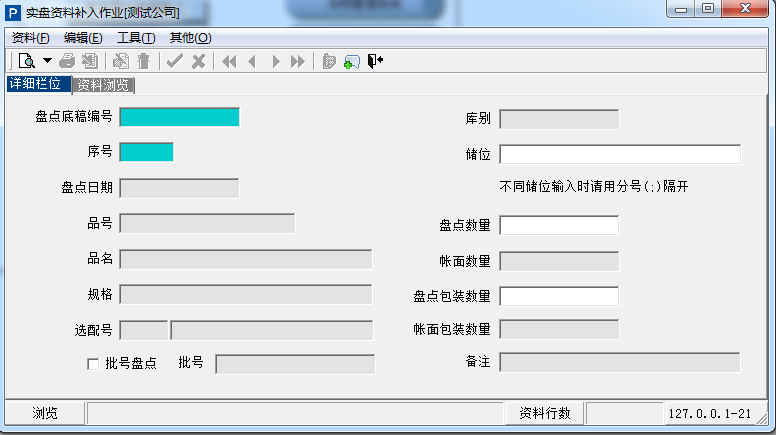 实盘资料补入作业[测试公司]
资料(F) 编辑(E) 工具(T) 其他(O)
详细栏位 资料浏览
盘点底稿编号
序号
盘点日期
品号
品名
规格
选配号
批号盘点 批号
库别
储位
不同储位输入时请用分号(;)隔开
盘点数量
帐面数量
盘点包装数量
帐面包装数量
备注
浏览 资料行数 127.0.0.1-21